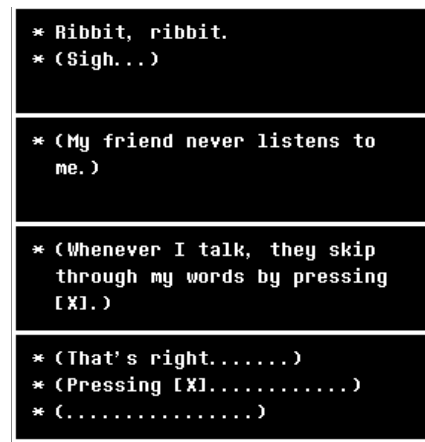 * Ribbit, ribbit.
* (Sigh...)
* (My friend never listens to
me.)
* (Whenever I talk, they skip
through my words by pressing
[X].)
* (That's right.......)
* (Pressing [X]............)
* (................)